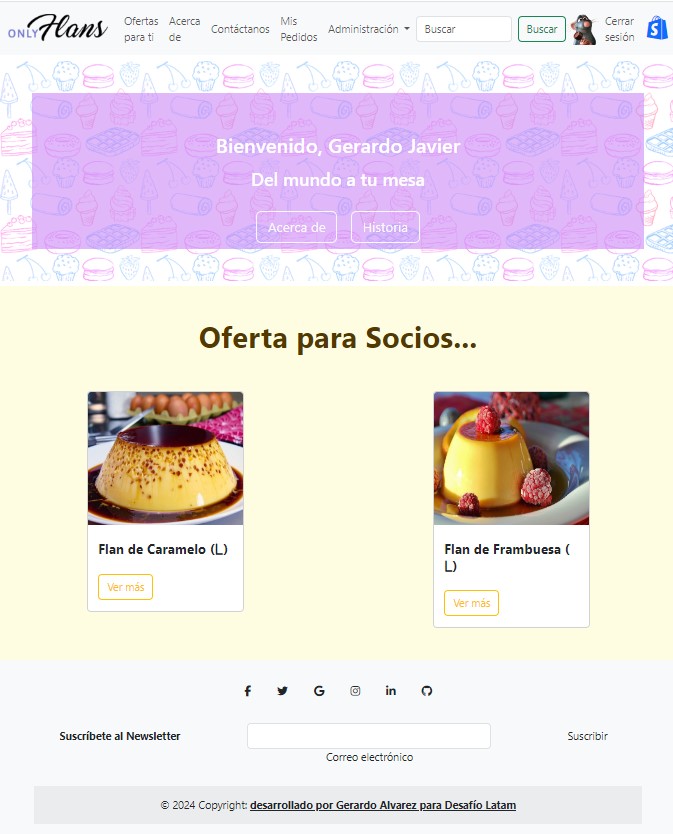 ONLY Flans
Ofertas
para ti
Acerca
de
Contáctanos
Mis
Pedidos
Administración
Buscar
Buscar
Cerrar
sesión
S
Bienvenido, Gerardo Javier
Del mundo a tu mesa
Acerca de
Historia
Oferta para Socios...
Flan de Caramelo (L)
Ver más
Flan de Frambuesa (
L)
Ver más
Suscríbete al Newsletter
Correo electrónico
Suscribir
© 2024 Copyright: desarrollado por Gerardo Alvarez para Desafío Latam